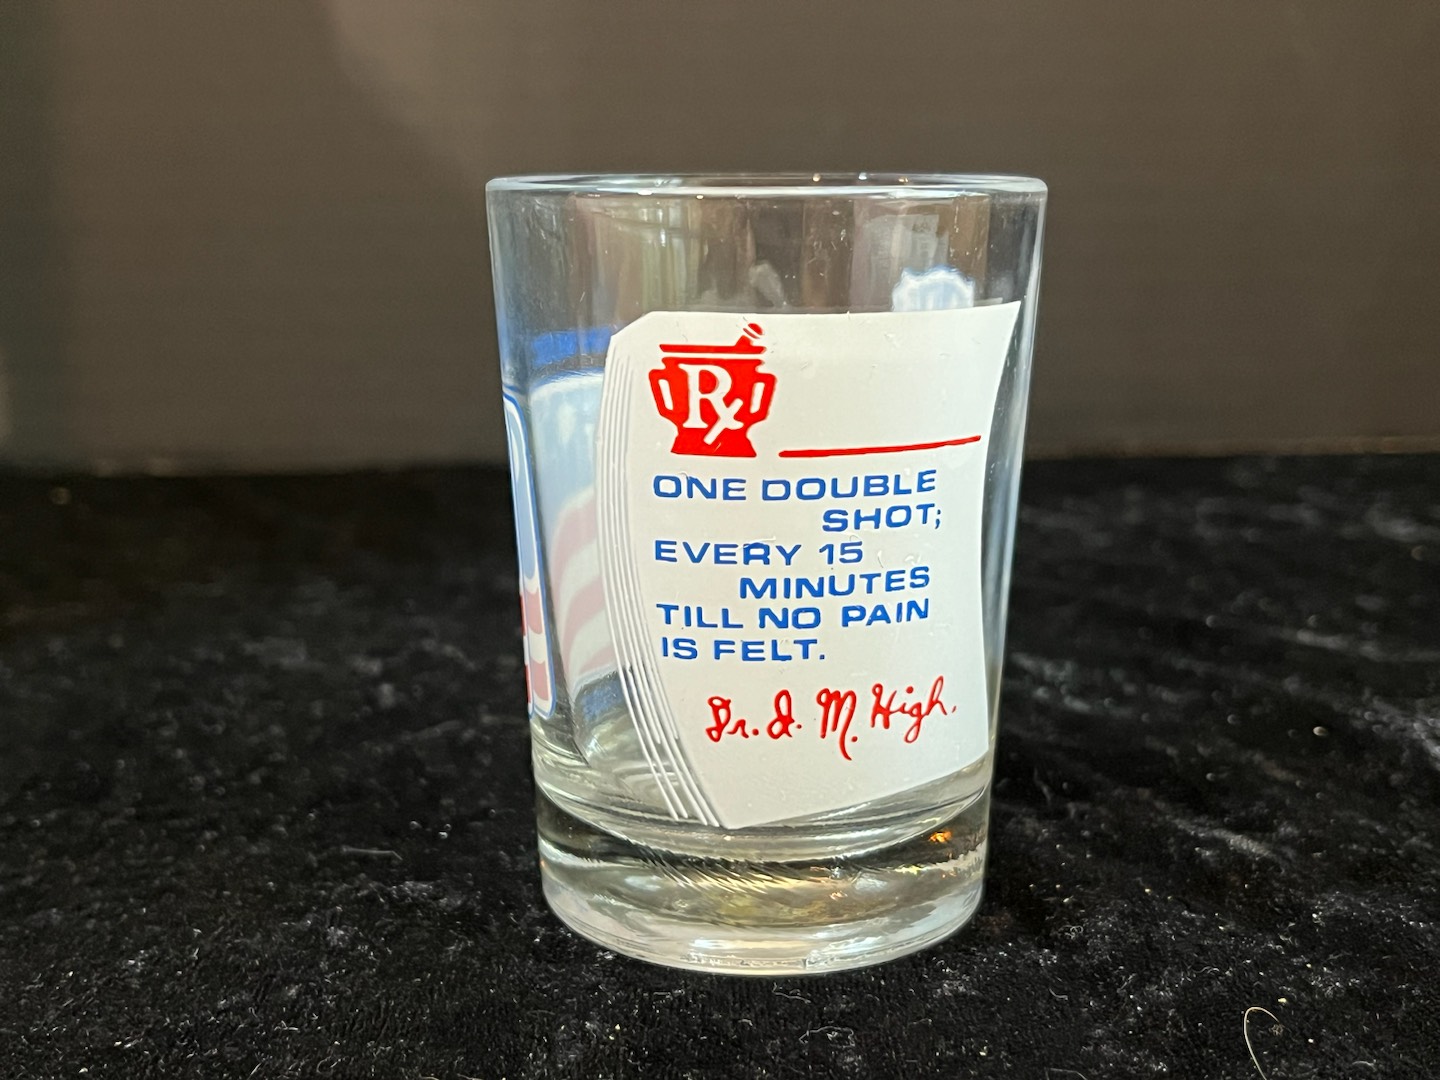 Rx
ONE DOUBLE
SHOT;
EVERY 15
MINUTES
TILL NO PAIN
IS FELT.
Dr. I. M. High.